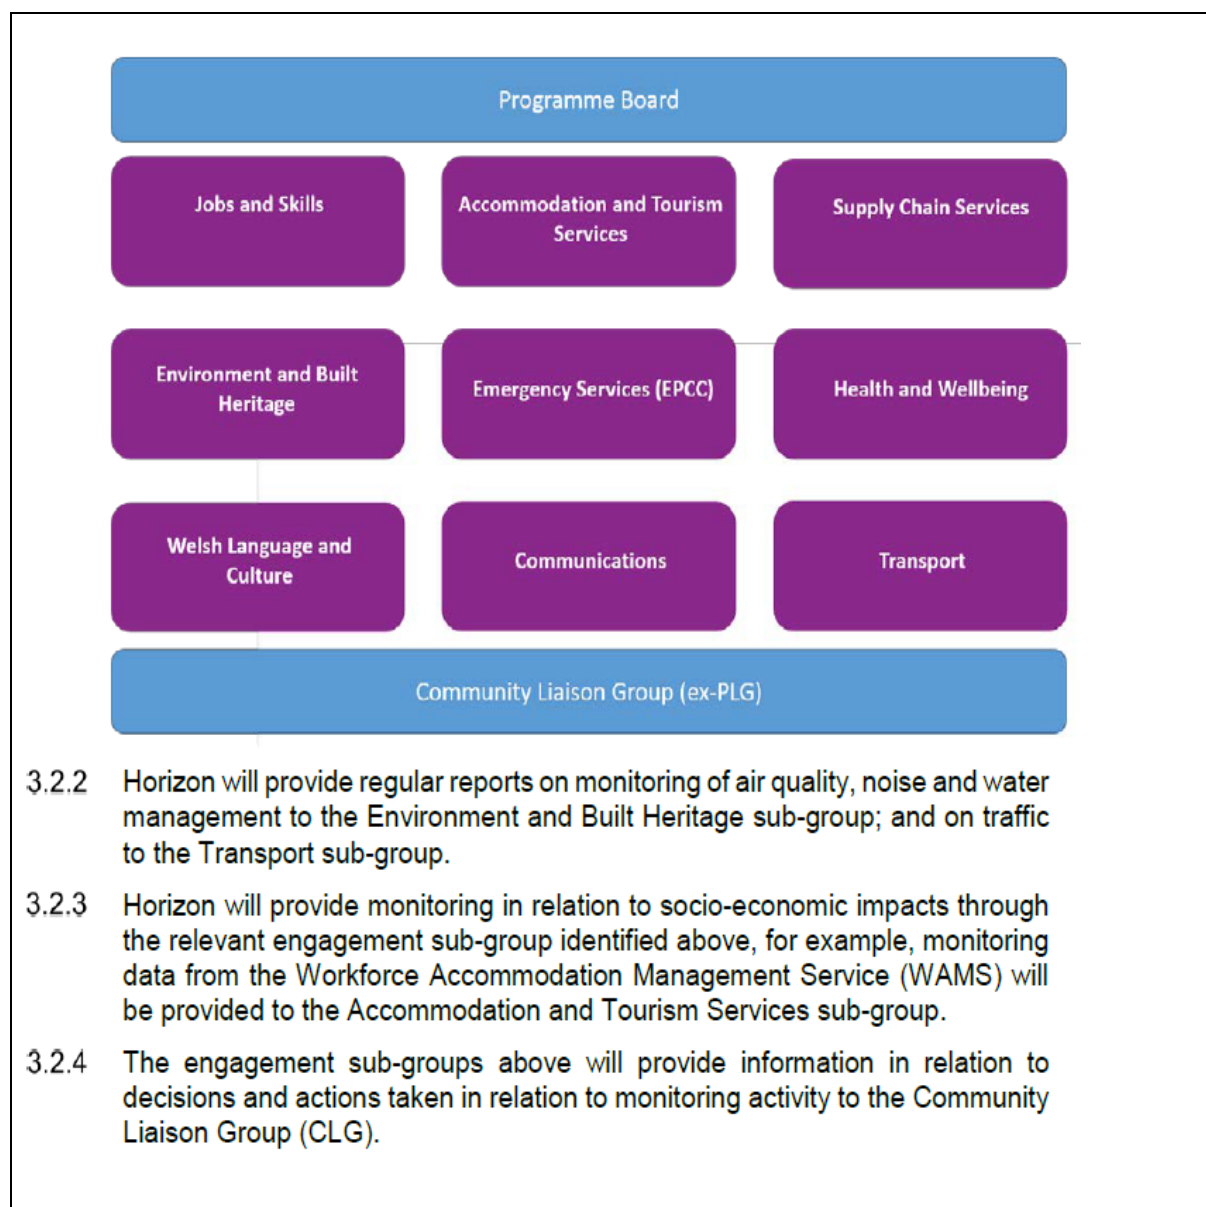 Programme Board
Jobs and Skills
Accommodation and Tourism
Services
Supply Chain Services
Environment and Built
Heritage
Emergency Services (EPCC)
Health and Wellbeing
Welsh Language and
Culture
Communications
Transport
Community Liaison Group (ex-PLG)
3.2.2 Horizon will provide regular reports on monitoring of air quality, noise and water
management to the Environment and Built Heritage sub-group; and on traffic
to the Transport sub-group.
3.2.3 Horizon will provide monitoring in relation to socio-economic impacts through
the relevant engagement sub-group identified above, for example, monitoring
data from the Workforce Accommodation Management Service (WAMS) will
be provided to the Accommodation and Tourism Services sub-group.
3.2.4 The engagement sub-groups above will provide information in relation to
decisions and actions taken in relation to monitoring activity to the Community
Liaison Group (CLG).